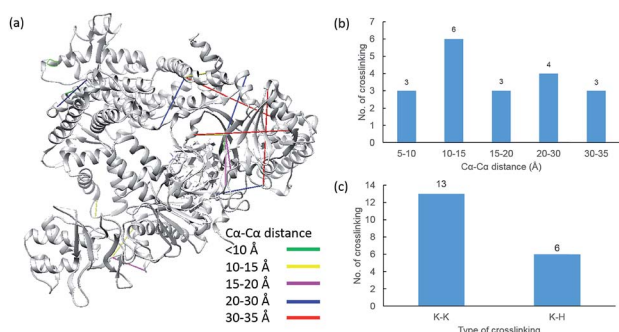 (a)
Cα-Cα distance
<10 Å
10-15 Å
15-20 Å
20-30 Å
30-35 Å
(b)
No. of crosslinking
7
6
5
4
3
2
1
0
3
6
3
4
3
5-10
10-15
15-20
20-30
30-35
Cα-Cα distance (Å)
(c)
No. of crosslinking
14
12
10
8
6
4
2
0
13
6
K-K
K-H
Type of crosslinking